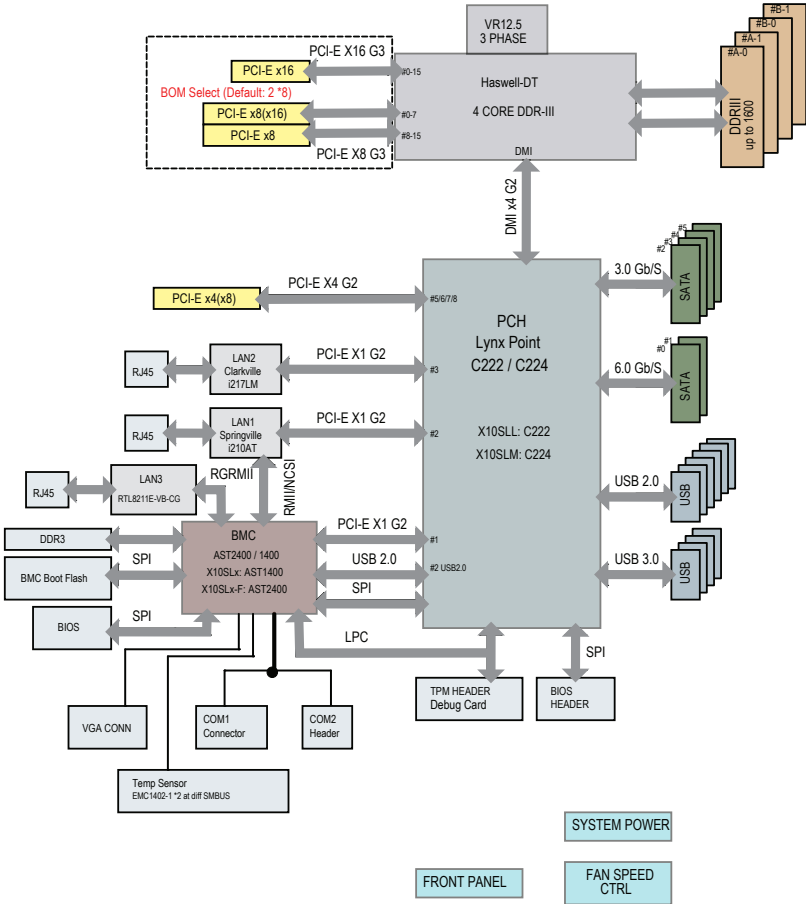 VR12.5
3 PHASE
#B-1
#B-0
#A-1
#A-0
PCI-E X16 G3
PCI-E x16
#0-15
Haswell-DT
BOM Select (Default: 2 *8)
PCI-E x8(x16)
#0-7
4 CORE DDR-III
PCI-E x8
#8-15
PCI-E X8 G3
DMI
DDRIII
up to 1600
DMI x4 G2
#5
#4
#3
#2
3.0 Gb/S
SATA
PCI-E X4 G2
PCI-E x4(x8)
#5/6/7/8
PCH
Lynx Point
C222 / C224
#1
#0
6.0 Gb/S
SATA
RJ45
LAN2
Clarkville
i217LM
PCI-E X1 G2
#3
RJ45
LAN1
Springville
i210AT
PCI-E X1 G2
#2
X10SLL: C222
X10SLM: C224
RJ45
LAN3
RTL8211E-VB-CG
RGRMII
RMII/NCSI
USB 2.0
USB
DDR3
BMC
AST2400 / 1400
X10SLx: AST1400
X10SLx-F: AST2400
PCI-E X1 G2
#1
SPI
BMC Boot Flash
USB 2.0
#2 USB2.0
USB 3.0
USB
SPI
SPI
BIOS
LPC
SPI
VGA CONN
COM1
Connector
COM2
Header
TPM HEADER
Debug Card
BIOS
HEADER
Temp Sensor
EMC1402-1 *2 at diff SMBUS
SYSTEM POWER
FRONT PANEL
FAN SPEED
CTRL